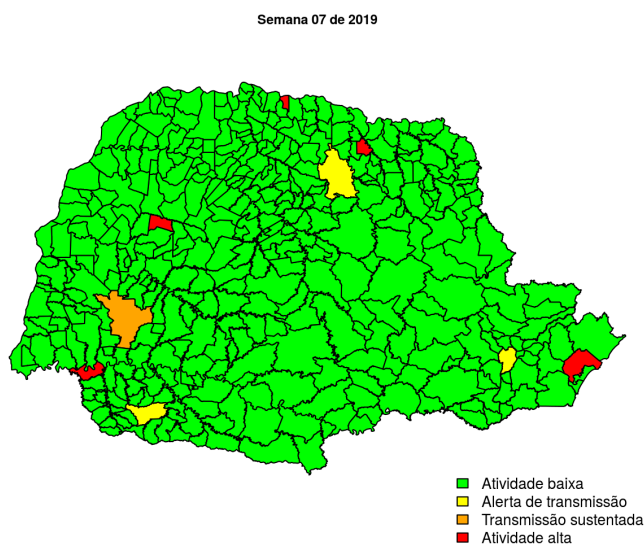 Semana 07 de 2019
Atividade baixa
Alerta de transmissão
Transmissão sustentada
Atividade alta